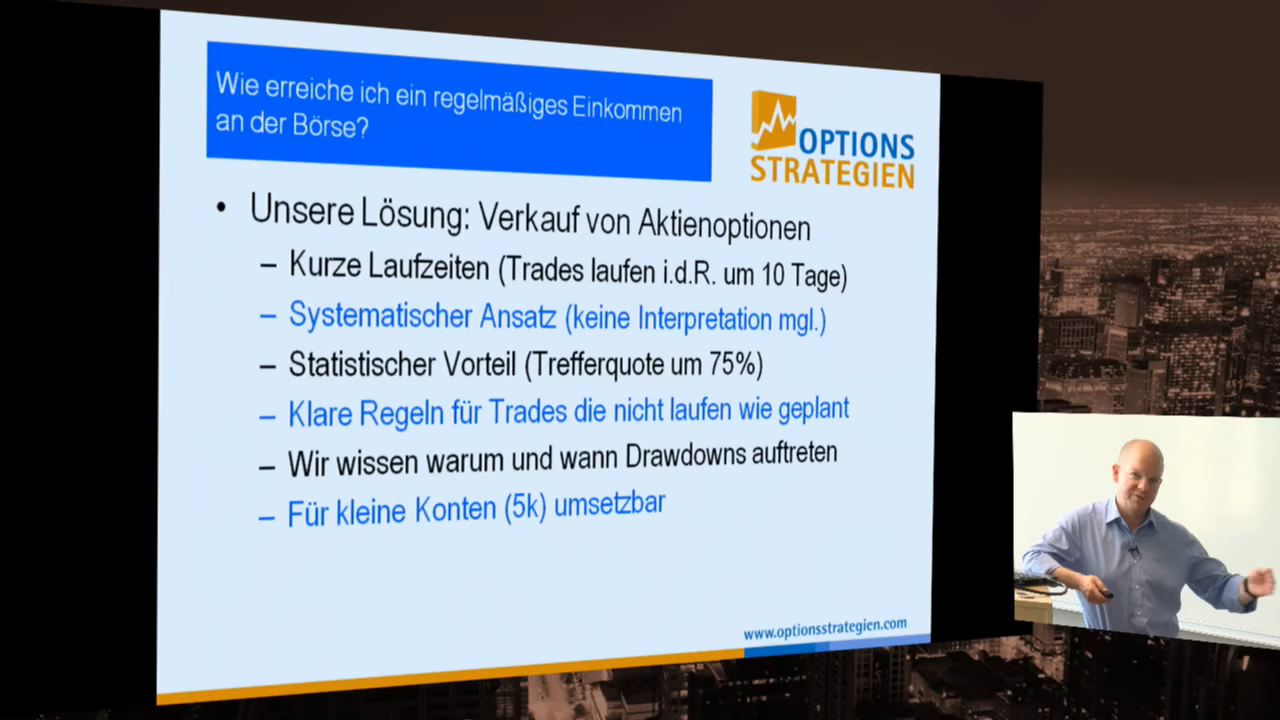 Wie erreiche ich ein regelmäßiges Einkommen
an der Börse?
OPTIONS
STRATEGIEN
• Unsere Lösung: Verkauf von Aktienoptionen
– Kurze Laufzeiten (Trades laufen i.d.R. um 10 Tage)
– Systematischer Ansatz (keine Interpretation mgl.)
– Statistischer Vorteil (Trefferquote um 75%)
– Klare Regeln für Trades die nicht laufen wie geplant
– Wir wissen warum und wann Drawdowns auftreten
– Für kleine Konten (5k) umsetzbar
www.optionsstrategien.com